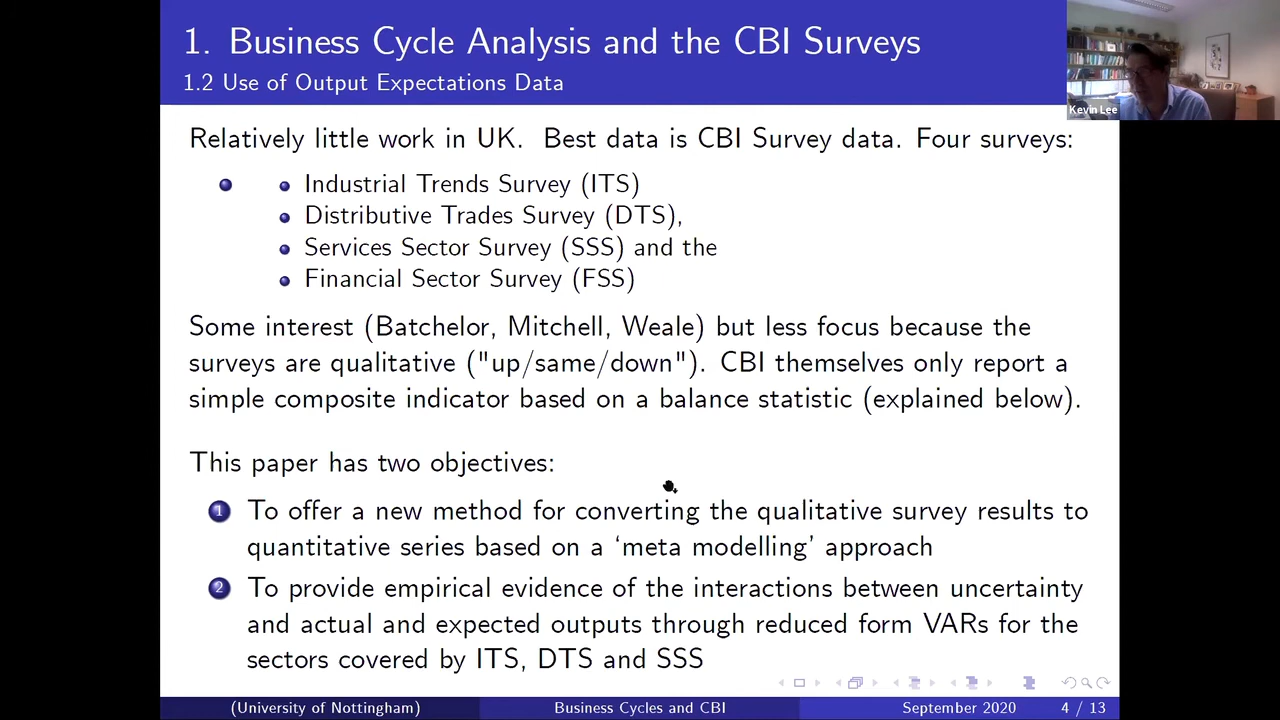 1. Business Cycle Analysis and the CBI Surveys
1.2 Use of Output Expectations Data
Kevin Lee
Relatively little work in UK. Best data is CBI Survey data. Four surveys:
Industrial Trends Survey (ITS)
Distributive Trades Survey (DTS),
Services Sector Survey (SSS) and the
Financial Sector Survey (FSS)
Some interest (Batchelor, Mitchell, Weale) but less focus because the
surveys are qualitative ("up/same/down"). CBI themselves only report a
simple composite indicator based on a balance statistic (explained below).
This paper has two objectives:
1 To offer a new method for converting the qualitative survey results to
quantitative series based on a ‘meta modelling’ approach
2 To provide empirical evidence of the interactions between uncertainty
and actual and expected outputs through reduced form VARs for the
sectors covered by ITS, DTS and SSS
(University of Nottingham) Business Cycles and CBI September 2020 4 / 13